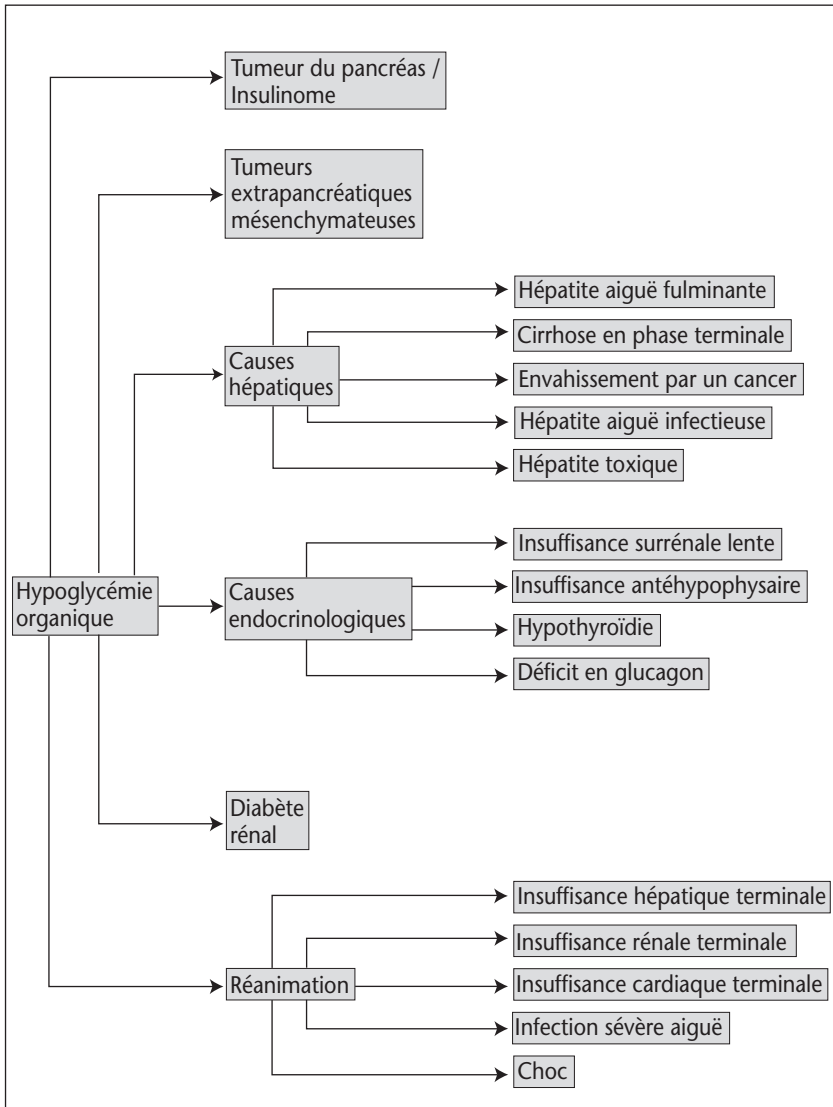 Tumeur du pancréas /
Insulinome
Tumeurs
extrapancréatiques
mésenchymateuses
Hépatite aiguë fulminante
Cirrhose en phase terminale
Causes
hépatiques
Envahissement par un cancer
Hépatite aiguë infectieuse
Hépatite toxique
Insuffisance surrénale lente
Hypoglycémie
organique
Causes
endocrinologiques
Insuffisance antéhypophysaire
Hypothyroïdie
Déficit en glucagon
Diabète
rénal
Insuffisance hépatique terminale
Insuffisance rénale terminale
Réanimation
Insuffisance cardiaque terminale
Infection sévère aiguë
Choc